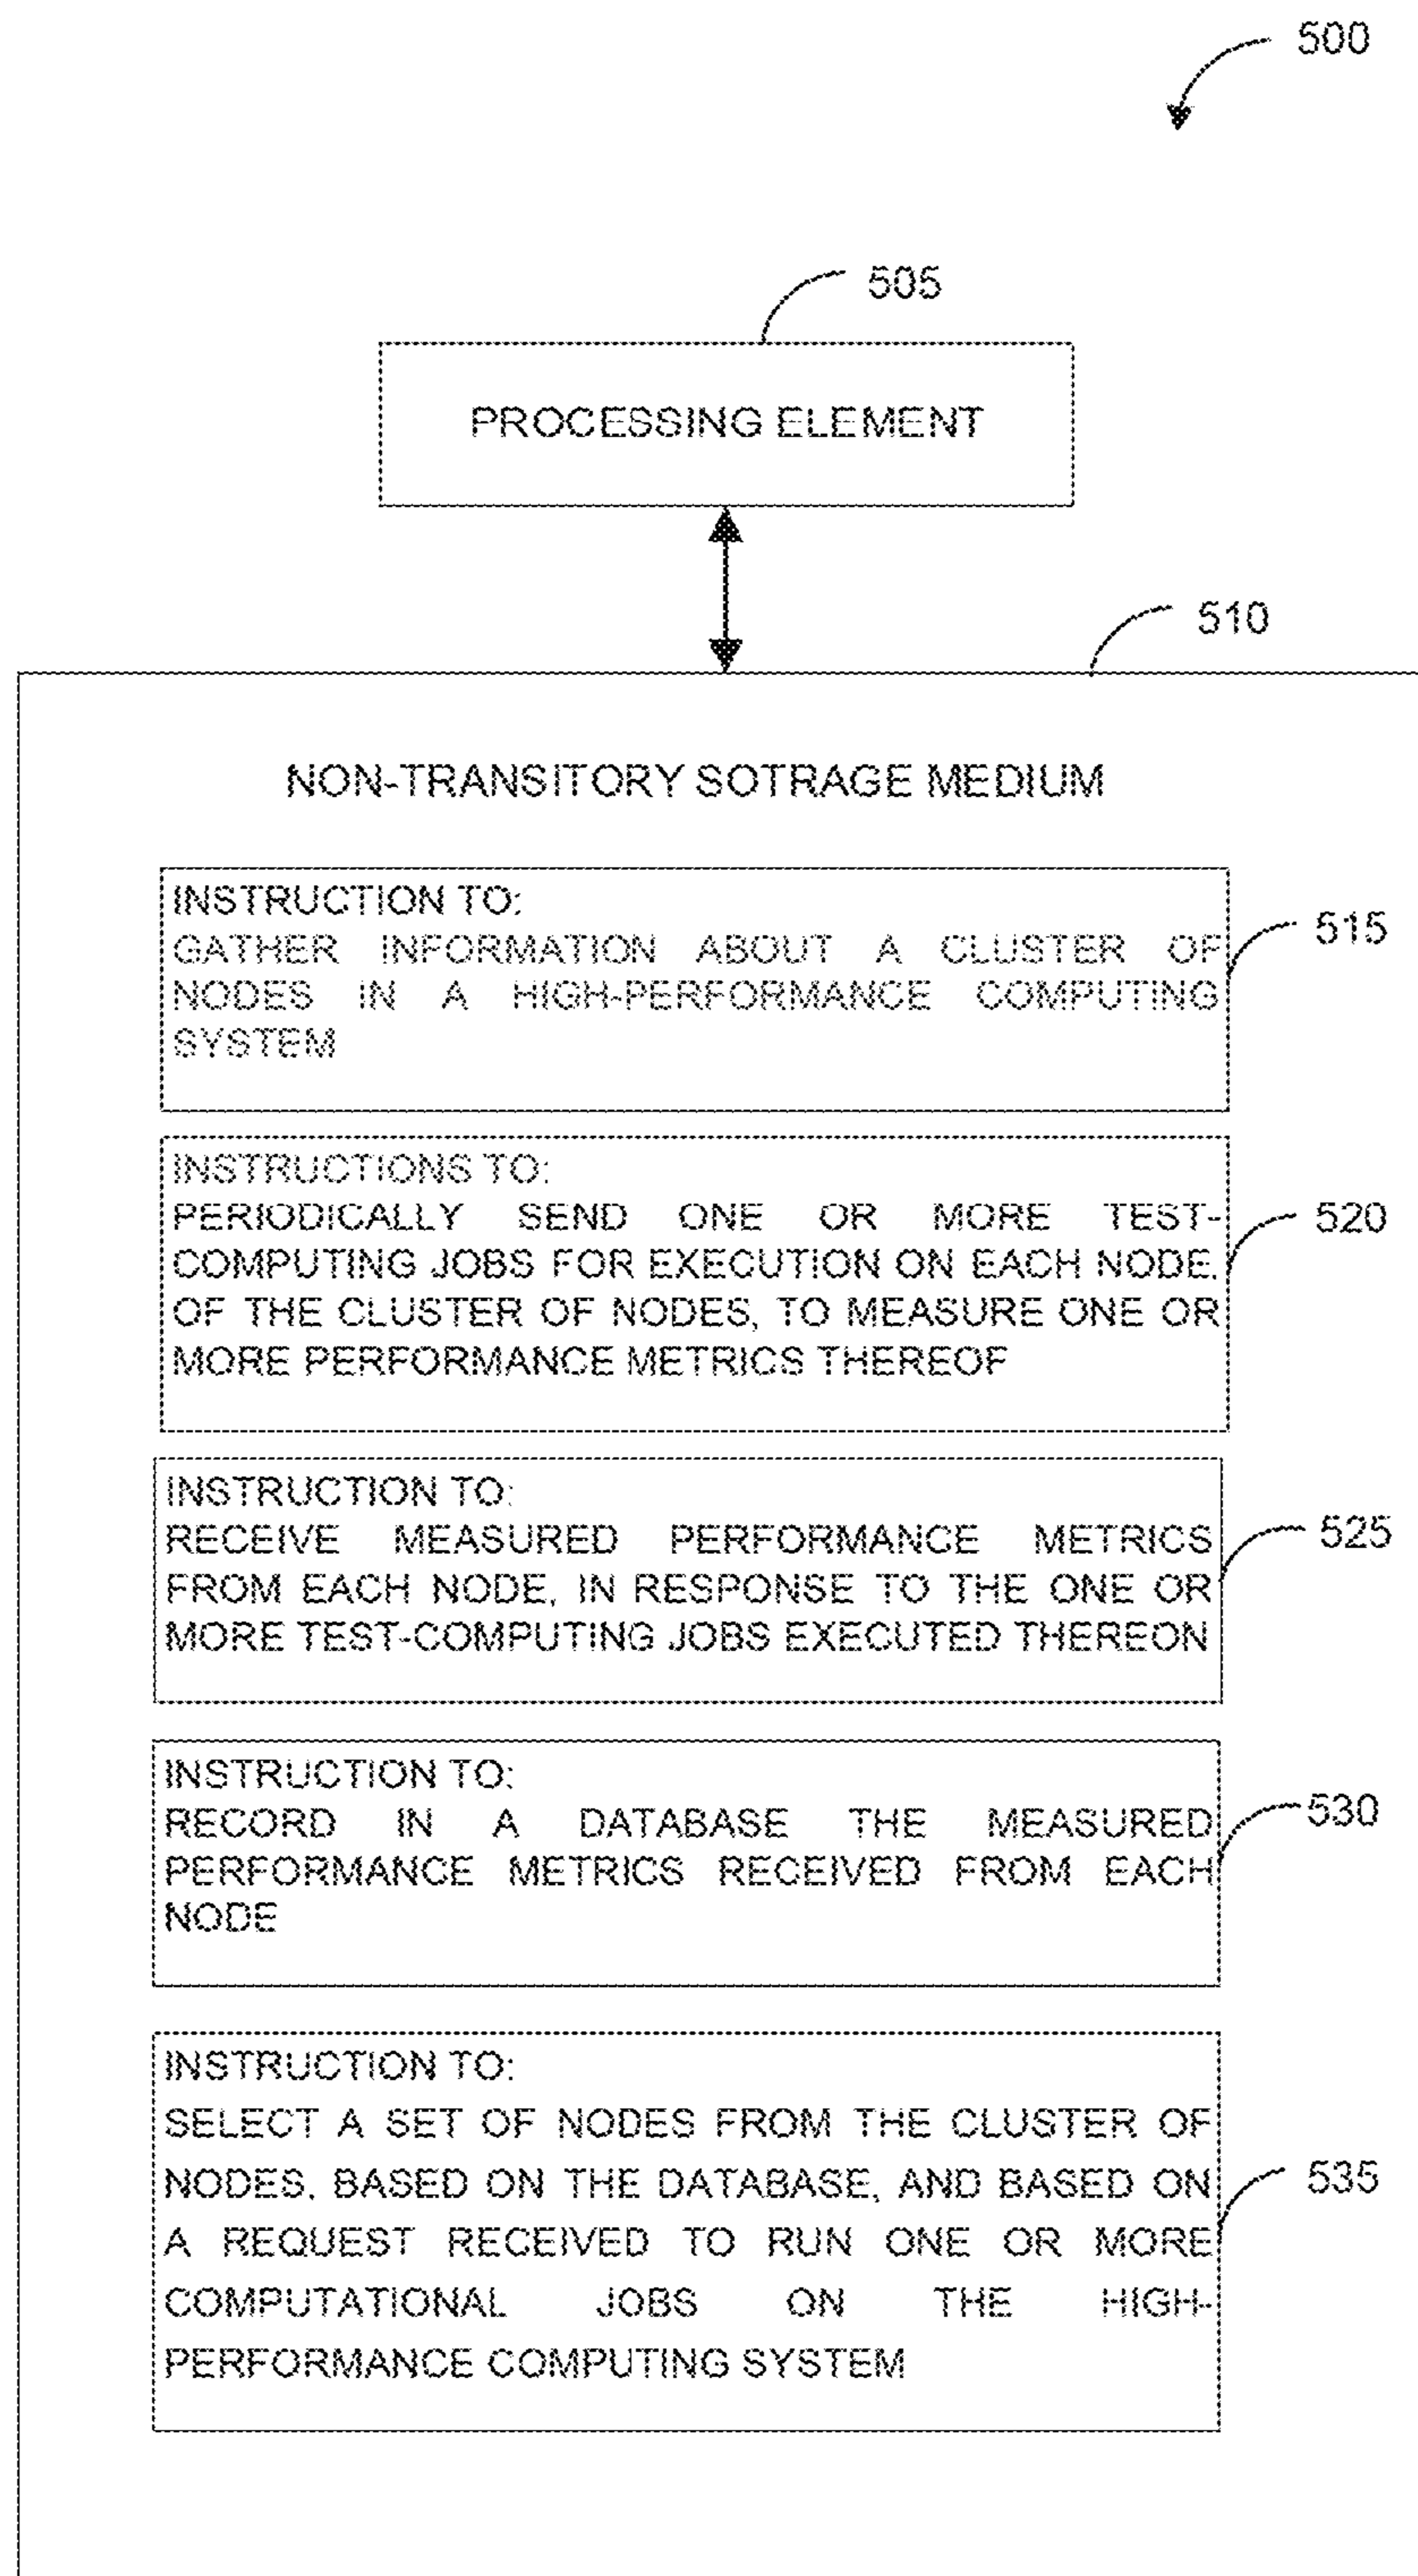 500
505
PROCESSING ELEMENT
510
NON-TRANSITORY SOTRAGE MEDIUM
INSTRUCTION TO:
GATHER INFORMATION ABOUT A CLUSTER OF
NODES IN A HIGH-PERFORMANCE COMPUTING
SYSTEM
515
INSTRUCTIONS TO:
PERIODICALLY SEND ONE OR MORE TEST-
COMPUTING JOBS FOR EXECUTION ON EACH NODE,
OF THE CLUSTER OF NODES, TO MEASURE ONE OR
MORE PERFORMANCE METRICS THEREOF
520
INSTRUCTION TO:
RECEIVE MEASURED PERFORMANCE METRICS
FROM EACH NODE, IN RESPONSE TO THE ONE OR
MORE TEST-COMPUTING JOBS EXECUTED THEREON
525
INSTRUCTION TO:
RECORD IN A DATABASE THE MEASURED
PERFORMANCE METRICS RECEIVED FROM EACH
NODE
530
INSTRUCTION TO:
SELECT A SET OF NODES FROM THE CLUSTER OF
NODES, BASED ON THE DATABASE, AND BASED ON
A REQUEST RECEIVED TO RUN ONE OR MORE
COMPUTATIONAL JOBS ON THE HIGH-
PERFORMANCE COMPUTING SYSTEM
535